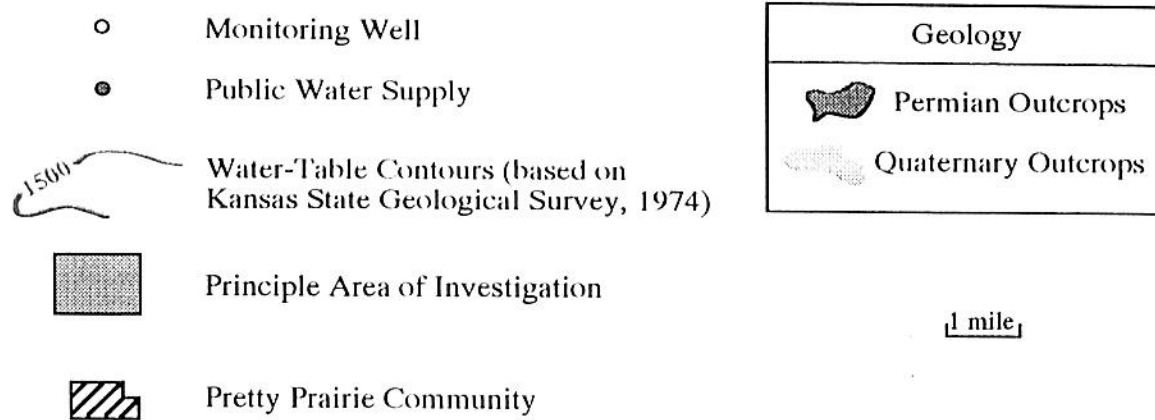 Monitoring Well
Public Water Supply
1500
Water-Table Contours (based on
Kansas State Geological Survey, 1974)
Principle Area of Investigation
Pretty Prairie Community
Geology
Permian Outcrops
Quaternary Outcrops
1 mile